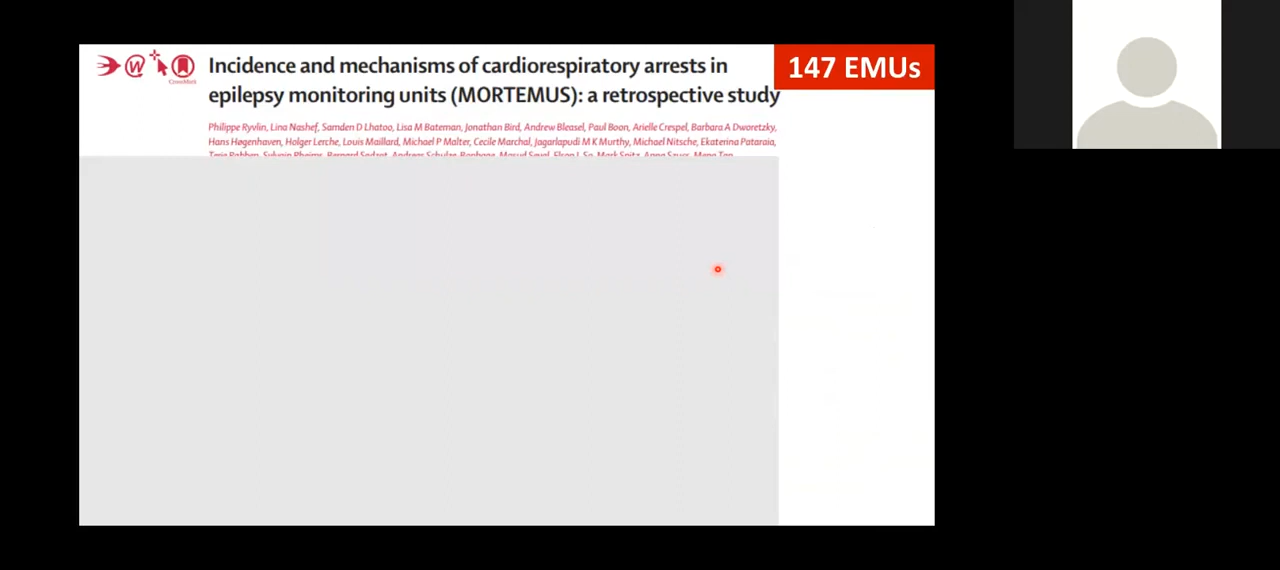 Incidence and mechanisms of cardiorespiratory arrests in
147 EMUs
epilepsy monitoring units (MORTEMUS): a retrospective study
Philippe Ryvlin, Lina Nashef, Samden D Lhatoo, Lisa M Bateman, Jonathan Bird, Andrew Bleasel, Paul Boon, Arielle Crespel, Barbara A Dworetzky,
Hans Høgenhaven, Holger Lerche, Louis Maillard, Michael P Malter, Cecile Marchal, Jagarlapudi M K Murthy, Michael Nitsche, Ekaterina Pataraia,
CrossMark